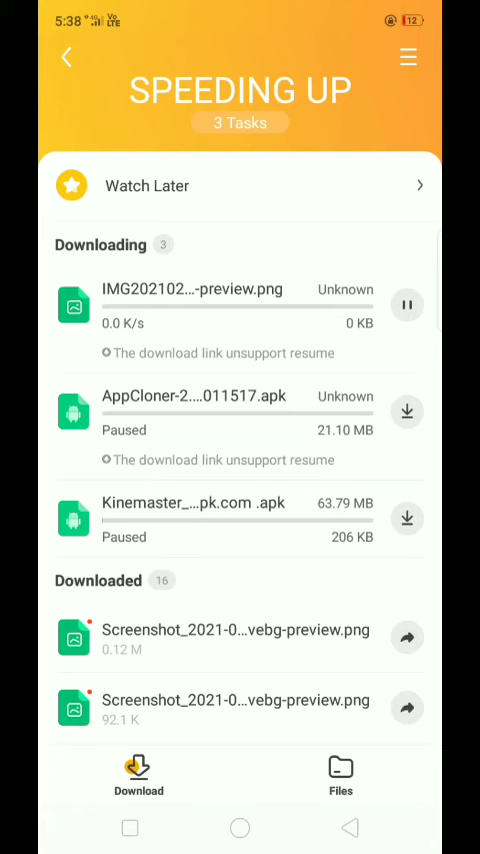 5:38 4G Vo LTE 12
SPEEDING UP
3 Tasks
Watch Later
Downloading 3
IMG202102...-preview.png Unknown
0.0 K/s 0 KB
The download link unsupport resume
AppCloner-2....011517.apk Unknown
Paused 21.10 MB
The download link unsupport resume
Kinemaster_...pk.com .apk 63.79 MB
Paused 206 KB
Downloaded 16
Screenshot_2021-0...vebg-preview.png
0.12 M
Screenshot_2021-0...vebg-preview.png
92.1 K
Download Files